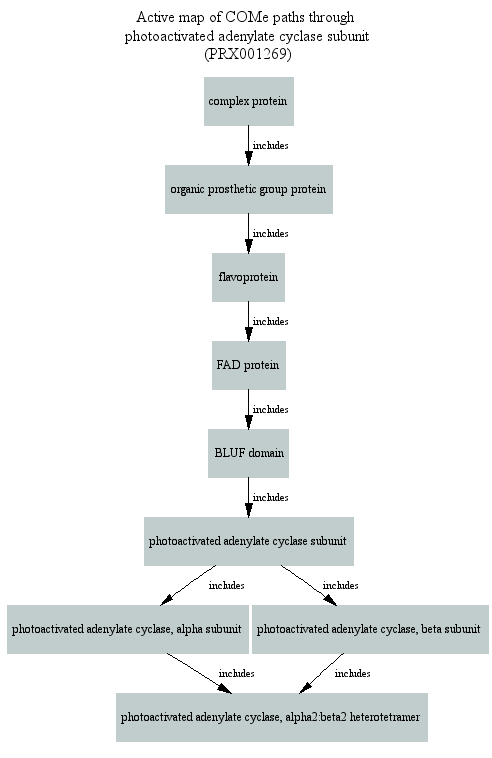 Active map of COMe paths through
photoactivated adenylate cyclase subunit
(PRX001269)
complex protein
includes
organic prosthetic group protein
includes
flavoprotein
includes
FAD protein
includes
BLUF domain
includes
photoactivated adenylate cyclase subunit
includes
includes
photoactivated adenylate cyclase, alpha subunit
photoactivated adenylate cyclase, beta subunit
includes
includes
photoactivated adenylate cyclase, alpha2:beta2 heterotetramer